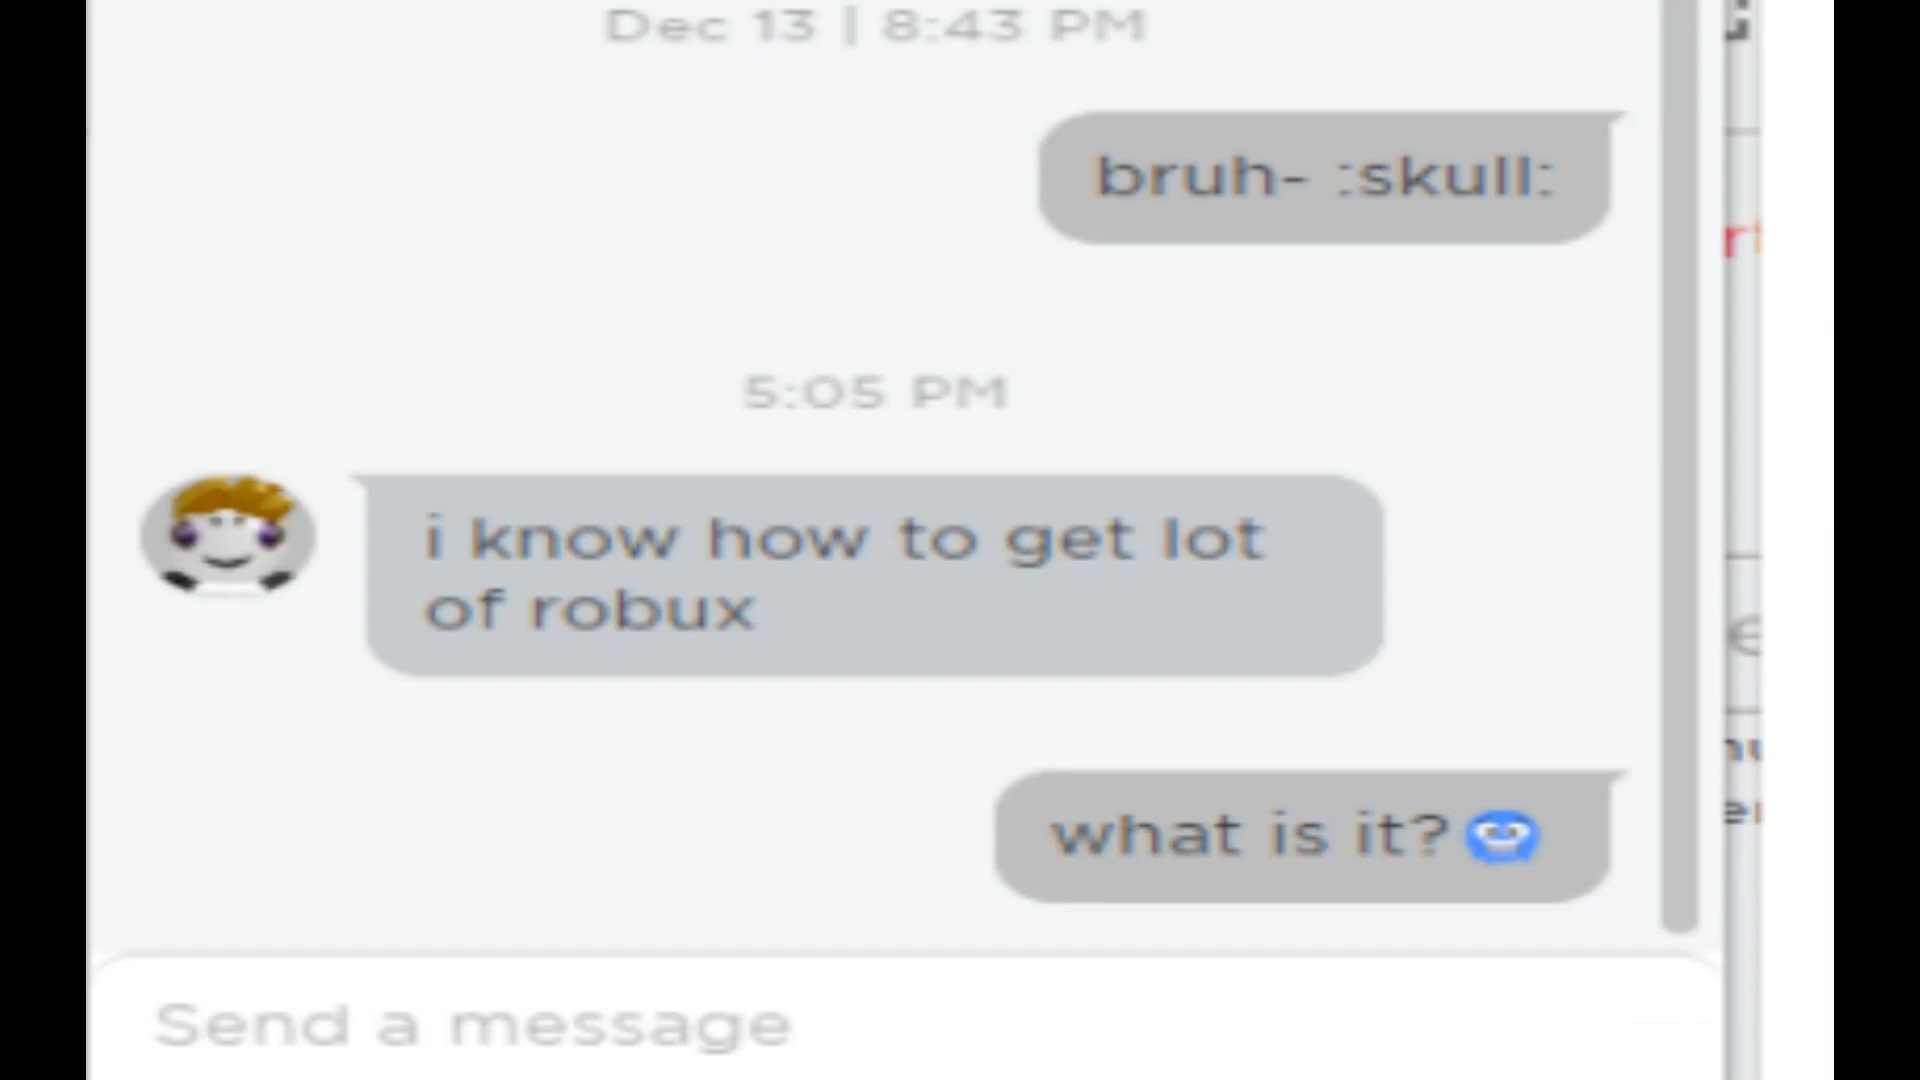 Dec 13 | 8:43 PM
bruh- :skull:
5:05 PM
i know how to get lot
of robux
what is it?
Send a message